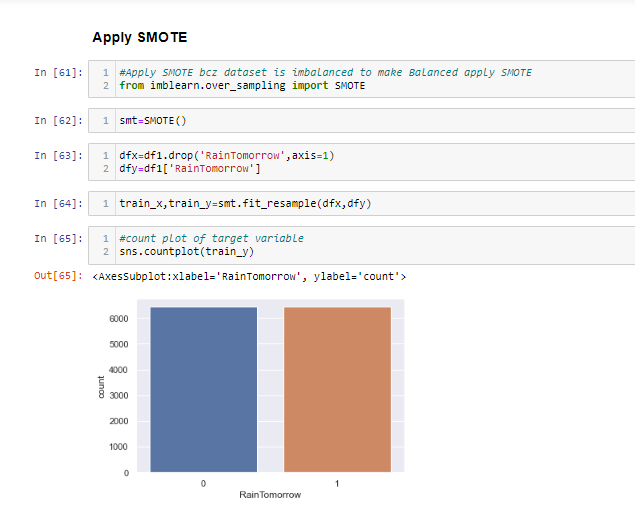 Apply SMOTE
In [61]: 1 #Apply SMOTE bcz dataset is imbalanced to make Balanced apply SMOTE
2 from imblearn.over_sampling import SMOTE
In [62]: 1 smt=SMOTE()
In [63]: 1 dfx=df1.drop('RainTomorrow',axis=1)
2 dfy=df1['RainTomorrow']
In [64]: 1 train_x,train_y=smt.fit_resample(dfx,dfy)
In [65]: 1 #count plot of target variable
2 sns.countplot(train_y)
Out[65]: <AxesSubplot:xlabel='RainTomorrow', ylabel='count'>
6000
5000
4000
3000
2000
1000
0
count
0 1
RainTomorrow